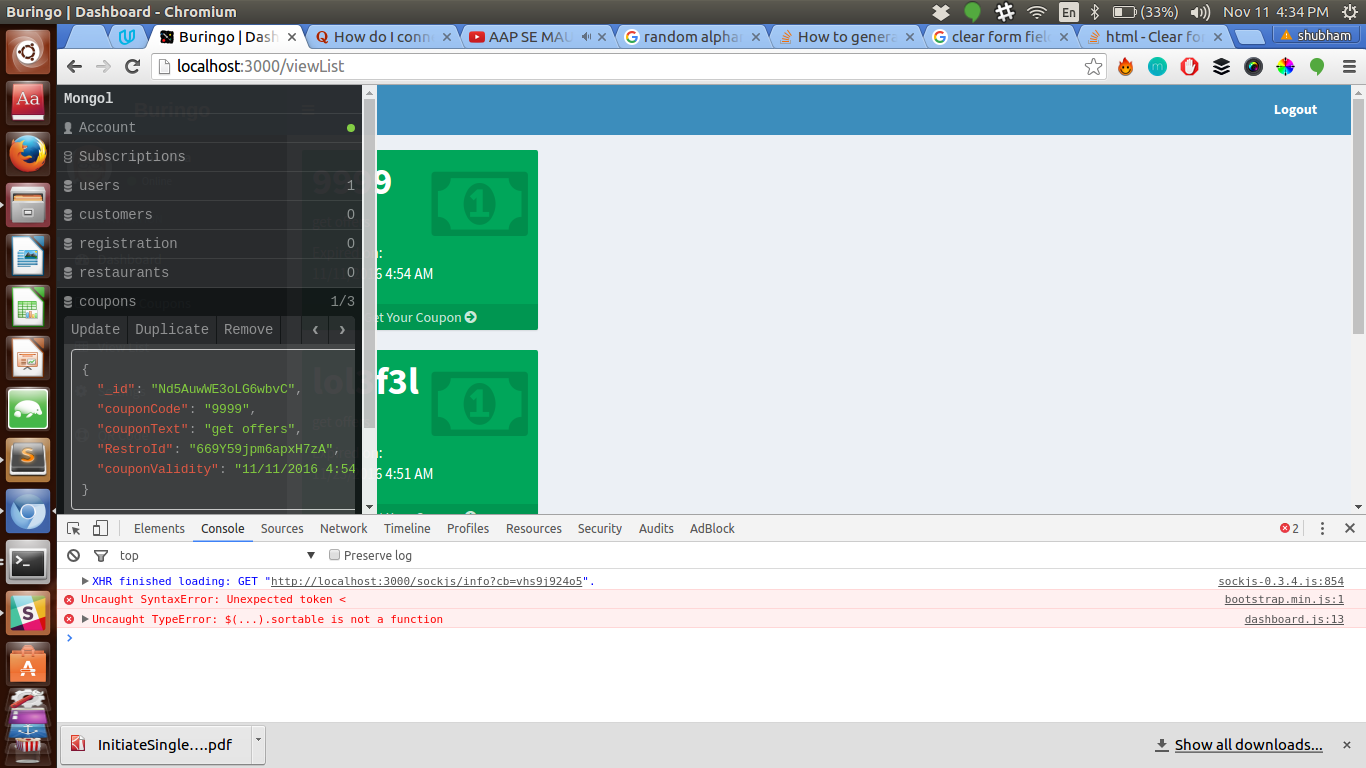 Buringo | Dashboard - Chromium
En
(33%)
Nov 11 4:34 PM
Buringo | Dash
How do I conn
AAP SE MAU
random alpha
How to genera
clear form fiel
html - Clear fo
shubham
localhost:3000/viewList
Mongol
Buringo
Logout
Account
Subscriptions
users 1
customers 0
registration 0
restaurants 0
coupons 1/3
Update Duplicate Remove ‹ ›
{
"_id": "Nd5AuwWE3oLG6wbvC",
"couponCode": "9999",
"couponText": "get offers",
"RestroId": "669Y59jpm6apxH7zA",
"couponValidity": "11/11/2016 4:54
}
9999
6 4:54 AM
et Your Coupon
lol3f3l
6 4:51 AM
Elements Console Sources Network Timeline Profiles Resources Security Audits AdBlock
2
top
Preserve log
XHR finished loading: GET "http://localhost:3000/sockjs/info?cb=vhs9j924o5".
sockjs-0.3.4.js:854
Uncaught SyntaxError: Unexpected token <
bootstrap.min.js:1
Uncaught TypeError: $(...).sortable is not a function
dashboard.js:13
InitiateSingle....pdf
Show all downloads...